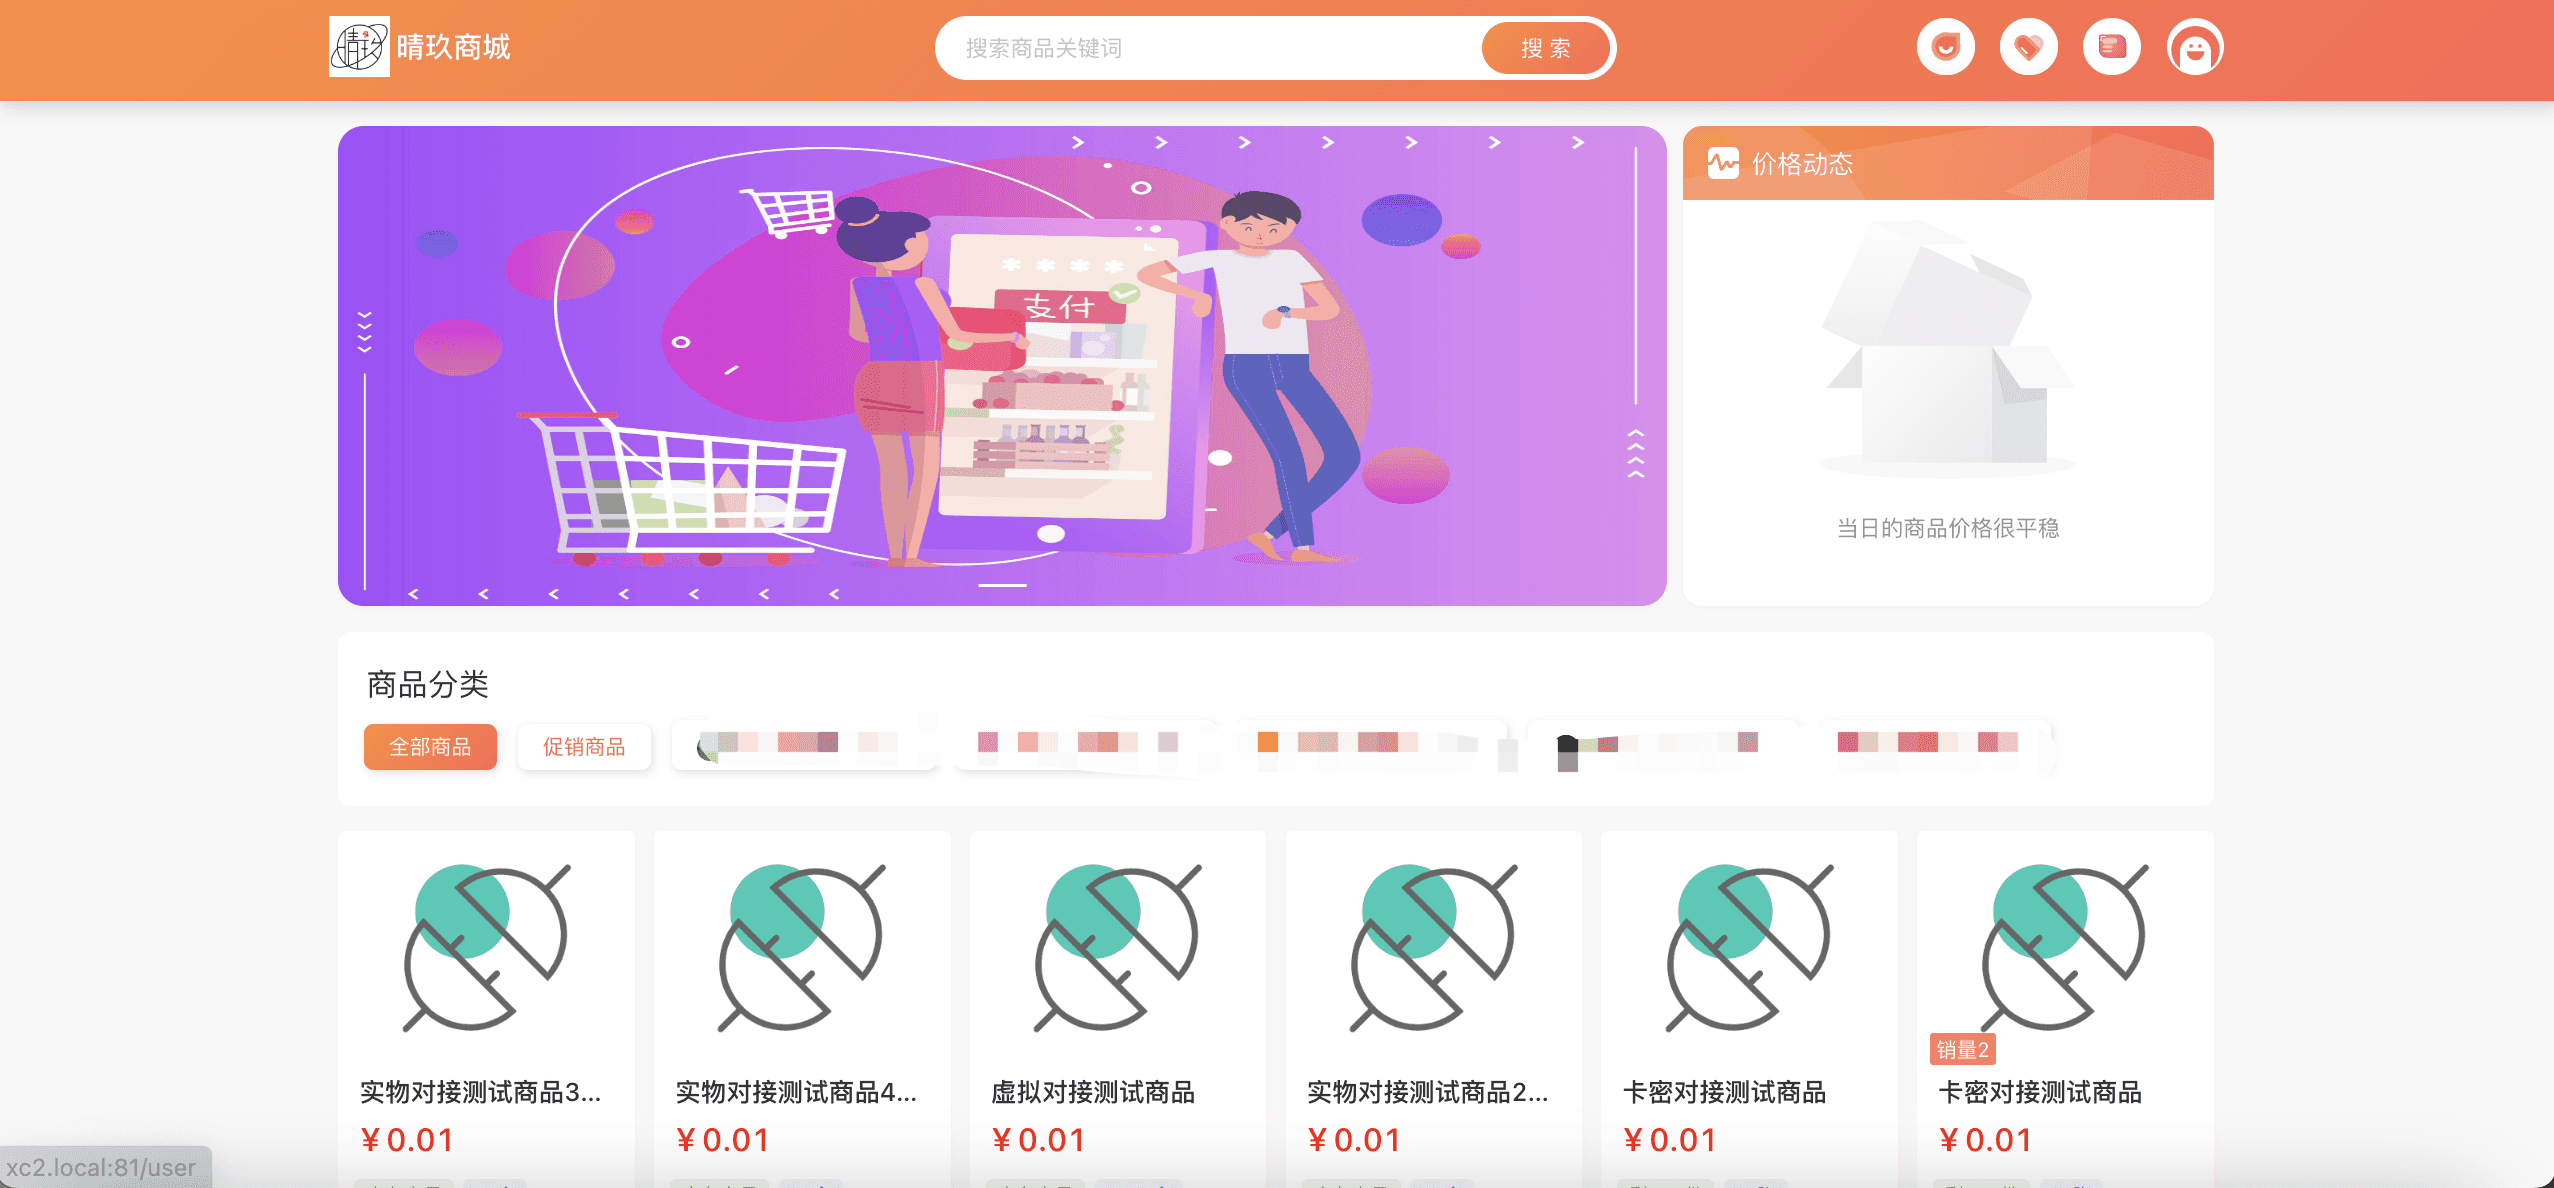 晴玖
晴玖商城
搜索商品关键词
搜 索
价格动态
支付
当日的商品价格很平稳
商品分类
全部商品
促销商品
销量2
实物对接测试商品3...
实物对接测试商品4...
虚拟对接测试商品
实物对接测试商品2...
卡密对接测试商品
卡密对接测试商品
¥0.01
¥0.01
¥0.01
¥0.01
¥0.01
¥0.01
xc2.local:81/user